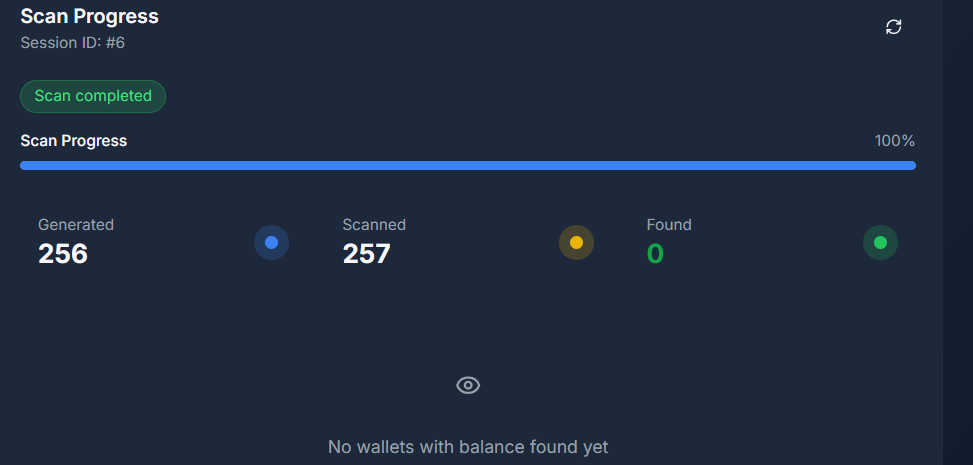 Scan Progress
Session ID: #6
Scan completed
Scan Progress 100%
Generated Scanned Found
256 257 0
No wallets with balance found yet